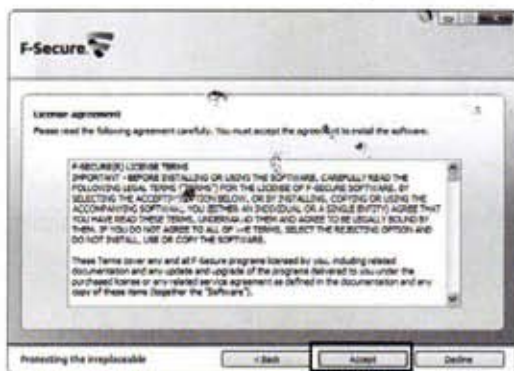 F-Secure
License agreement
Please read the following agreement carefully. You must accept the agreement to install the software.
F-SECURE(R) LICENSE TERMS
IMPORTANT - BEFORE INSTALLING OR USING THE SOFTWARE, CAREFULLY READ THE
FOLLOWING LEGAL TERMS ("TERMS") FOR THE LICENSE OF F-SECURE SOFTWARE. BY
SELECTING THE ACCEPT OPTION BELOW, OR BY INSTALLING, COPYING OR USING THE
ACCOMPANYING SOFTWARE, YOU (EITHER AN INDIVIDUAL OR A SINGLE ENTITY) AGREE THAT
YOU HAVE READ THESE TERMS, UNDERSTAND THEM AND AGREE TO BE LEGALLY BOUND BY
THEM. IF YOU DO NOT AGREE TO ALL OF THE TERMS, SELECT THE REJECTING OPTION AND
DO NOT INSTALL, USE OR COPY THE SOFTWARE.
These Terms cover any and all F-Secure programs licensed by you, including related
documentation and any update and upgrade of the programs delivered to you under the
purchased license or any related service agreement as defined in the documentation and any
copy of these items (together the "Software").
Protecting the irreplaceable
< Back
Accept
Decline